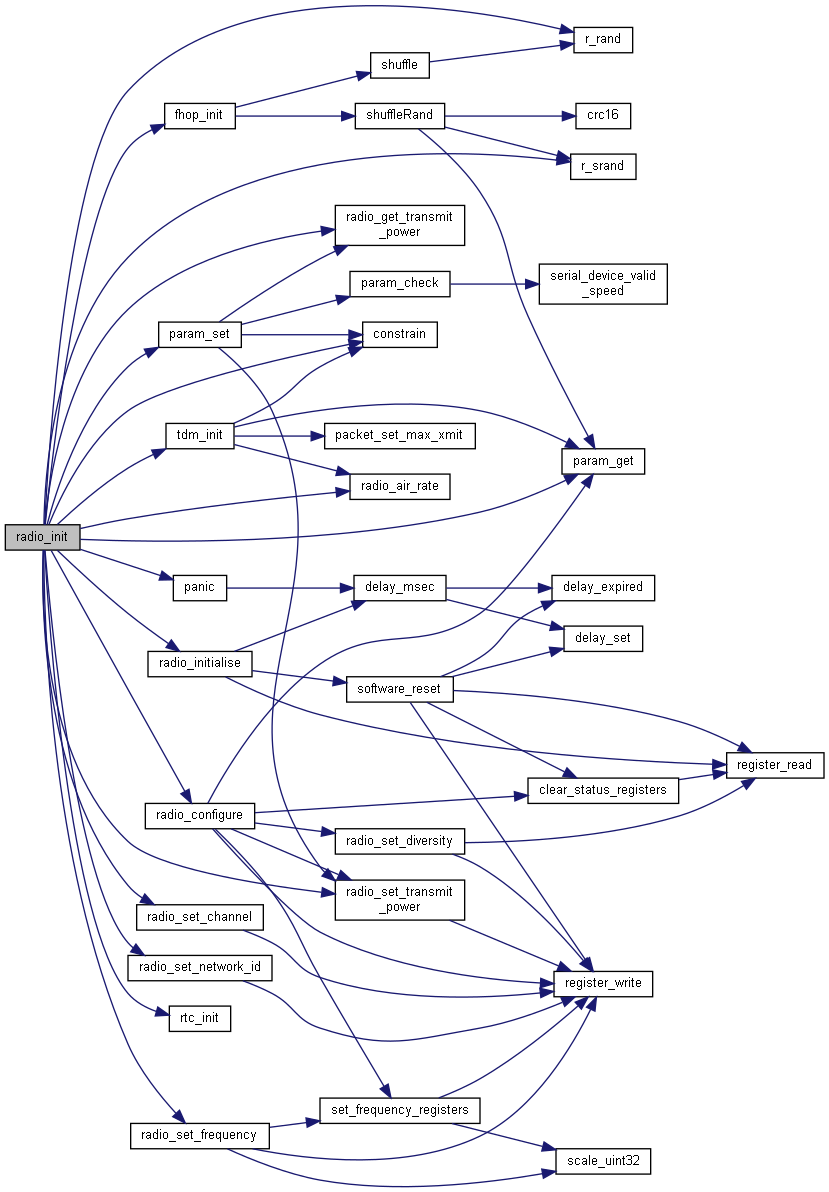 r_rand
shuffle
fhop_init
shuffleRand
crc16
r_srand
radio_get_transmit
_power
param_check
serial_device_valid
_speed
param_set
constrain
tdm_init
packet_set_max_xmit
param_get
radio_air_rate
radio_init
panic
delay_msec
delay_expired
delay_set
radio_initialise
software_reset
register_read
clear_status_registers
radio_configure
radio_set_diversity
radio_set_transmit
_power
radio_set_channel
radio_set_network_id
register_write
rtc_init
set_frequency_registers
radio_set_frequency
scale_uint32